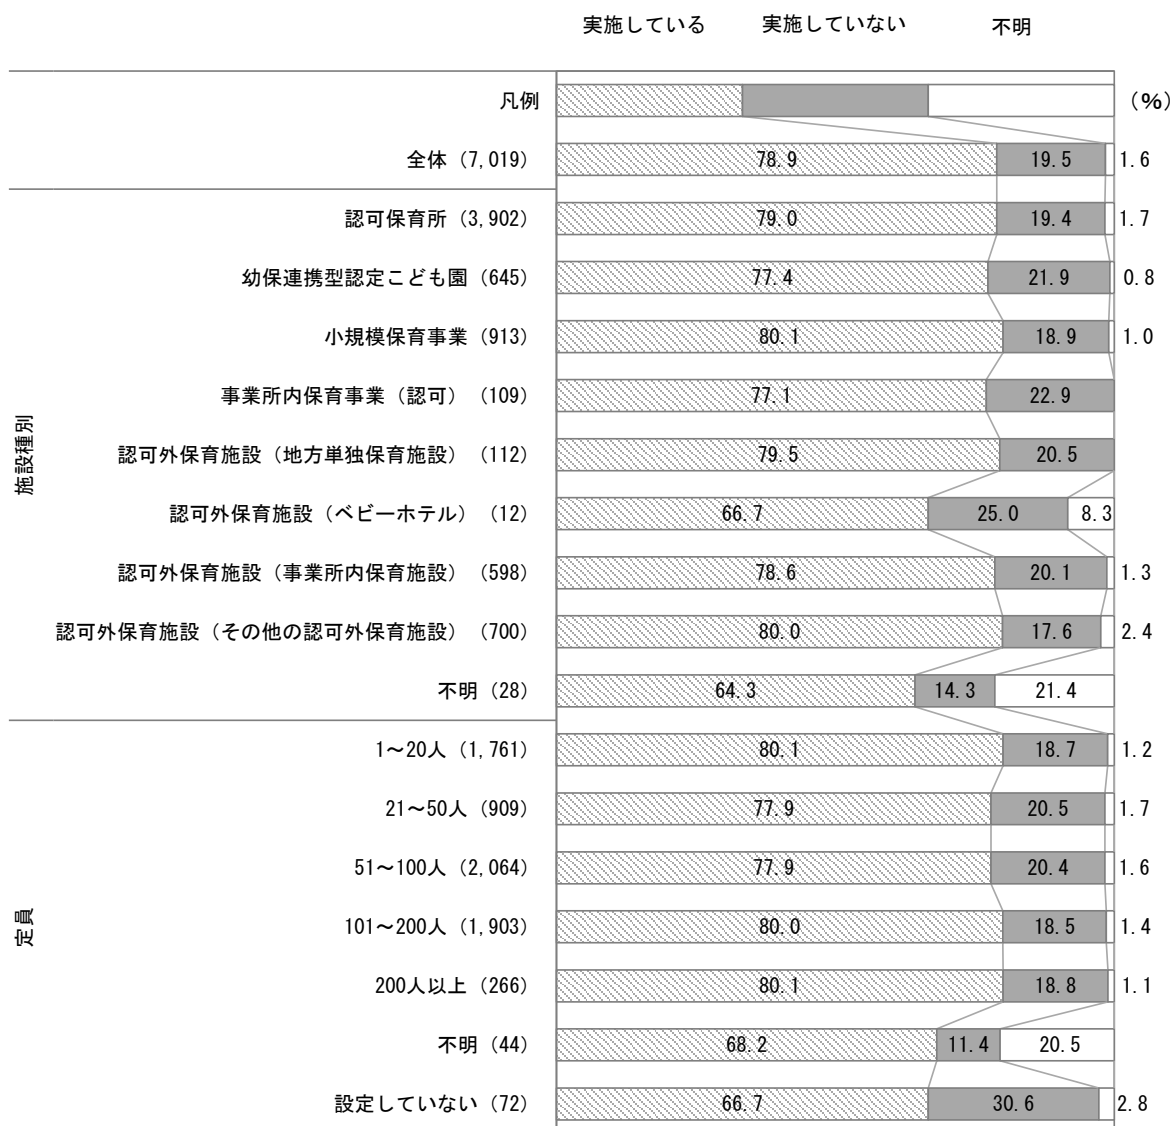 実施している 実施していない 不明
凡例 (%)
全体 (7,019) 78.9 19.5 1.6
施設種別
認可保育所 (3,902) 79.0 19.4 1.7
幼保連携型認定こども園 (645) 77.4 21.9 0.8
小規模保育事業 (913) 80.1 18.9 1.0
事業所内保育事業（認可） (109) 77.1 22.9
認可外保育施設（地方単独保育施設） (112) 79.5 20.5
認可外保育施設（ベビーホテル） (12) 66.7 25.0 8.3
認可外保育施設（事業所内保育施設） (598) 78.6 20.1 1.3
認可外保育施設（その他の認可外保育施設） (700) 80.0 17.6 2.4
不明 (28) 64.3 14.3 21.4
定員
1～20人 (1,761) 80.1 18.7 1.2
21～50人 (909) 77.9 20.5 1.7
51～100人 (2,064) 77.9 20.4 1.6
101～200人 (1,903) 80.0 18.5 1.4
200人以上 (266) 80.1 18.8 1.1
不明 (44) 68.2 11.4 20.5
設定していない (72) 66.7 30.6 2.8